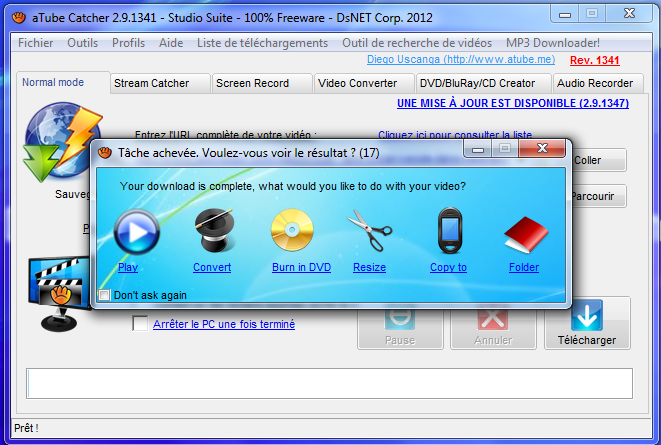 aTube Catcher 2.9.1341 - Studio Suite - 100% Freeware - DsNET Corp. 2012
Fichier Outils Profils Aide Liste de téléchargements Outil de recherche de vidéos MP3 Downloader!
Diego Uscanga (http://www.atube.me) Rev. 1341
Normal mode Stream Catcher Screen Record Video Converter DVD/BluRay/CD Creator Audio Recorder
UNE MISE À JOUR EST DISPONIBLE (2.9.1347)
Entrez l'URL complète de votre vidéo : Cliquez ici pour consulter la liste
Coller
Sauveg
Parcourir
Tâche achevée. Voulez-vous voir le résultat ? (17)
Your download is complete, what would you like to do with your video?
Play Convert Burn in DVD Resize Copy to Folder
Don't ask again
Arrêter le PC une fois terminé
Pause Annuler Télécharger
Prêt !